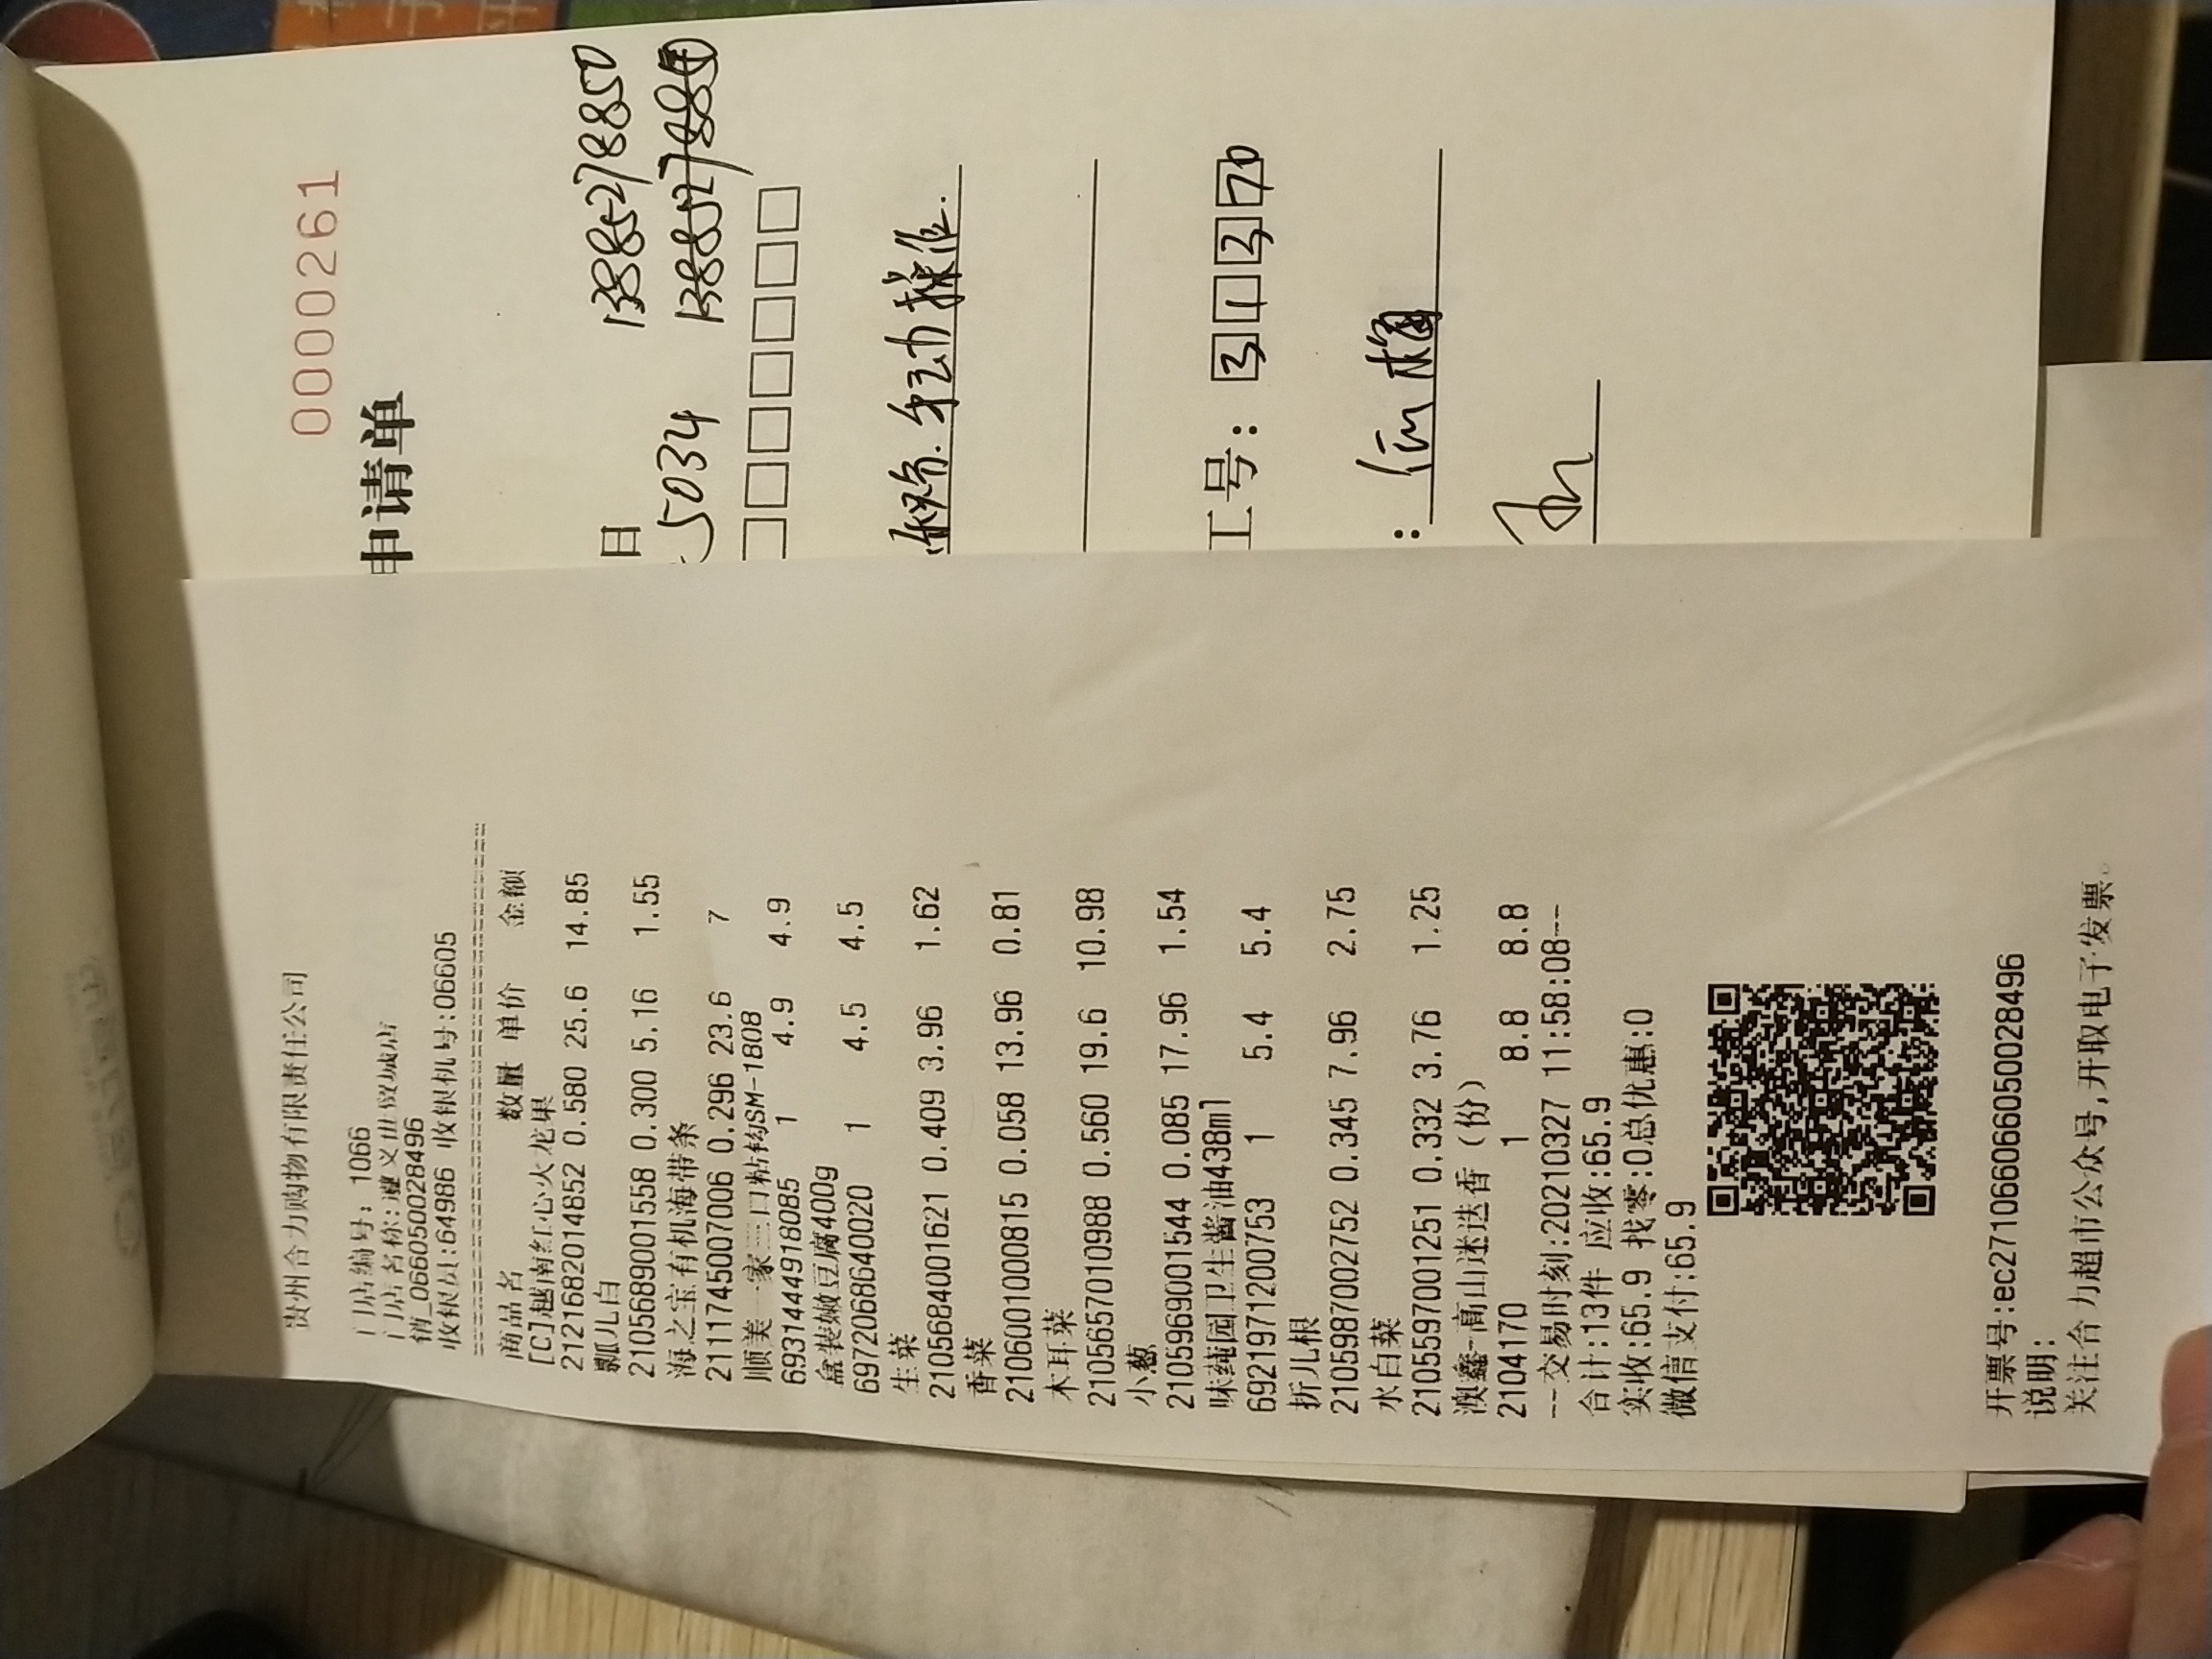 0000261
申请单
日
13885278850
5034
工号: 3 1 2 70
贵州合力购物有限责任公司
门店编号: 1066
门店名称:遵义世贸城店
销_066050028496
收银员:64986 收银机号:06605
商品名 数量 单价 金额
[C]越南红心火龙果
2121682014852 0.580 25.6 14.85
瓢儿白
2105689001558 0.300 5.16 1.55
海之宝有机海带条
2111745007006 0.296 23.6 7
顺美一家三口粘钩SM-1808
6931444918085 1 4.9 4.9
盒装嫩豆腐400g
6972068640020 1 4.5 4.5
生菜
2105684001621 0.409 3.96 1.62
香菜
2106001000815 0.058 13.96 0.81
木耳菜
2105657010988 0.560 19.6 10.98
小葱
2105969001544 0.085 17.96 1.54
味莼园卫生酱油438ml
6921971200753 1 5.4 5.4
折儿根
2105987002752 0.345 7.96 2.75
水白菜
2105597001251 0.332 3.76 1.25
澳鑫-高山迷迭香(份)
2104170 1 8.8 8.8
--交易时刻:20210327 11:58:08--
合计:13件 应收:65.9
实收:65.9 找零:0总优惠:0
微信支付:65.9
开票号:ec271066066050028496
说明:
关注合力超市公众号,开取电子发票。